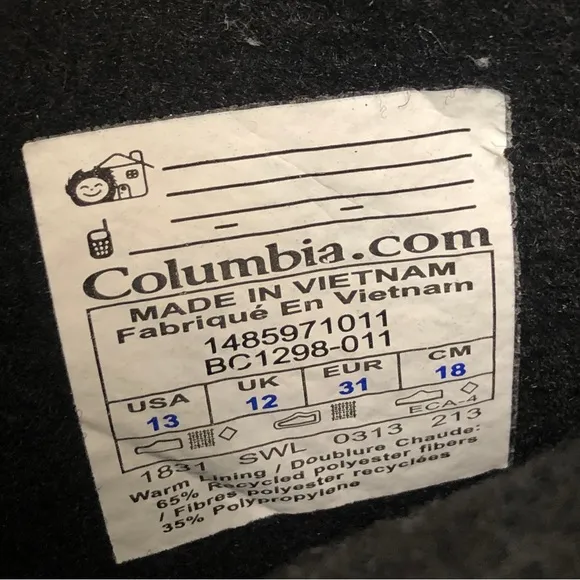 Columbia.com
MADE IN VIETNAM
Fabriqué En Vietnam
1485971011
BC1298-011
USA UK EUR CM
13 12 31 18
ECA-4
1831 SWL 0313 213
Warm Lining / Doublure Chaude:
65% Recycled polyester fibers
/ Fibres Polyester recyclées
35% Polypropylene